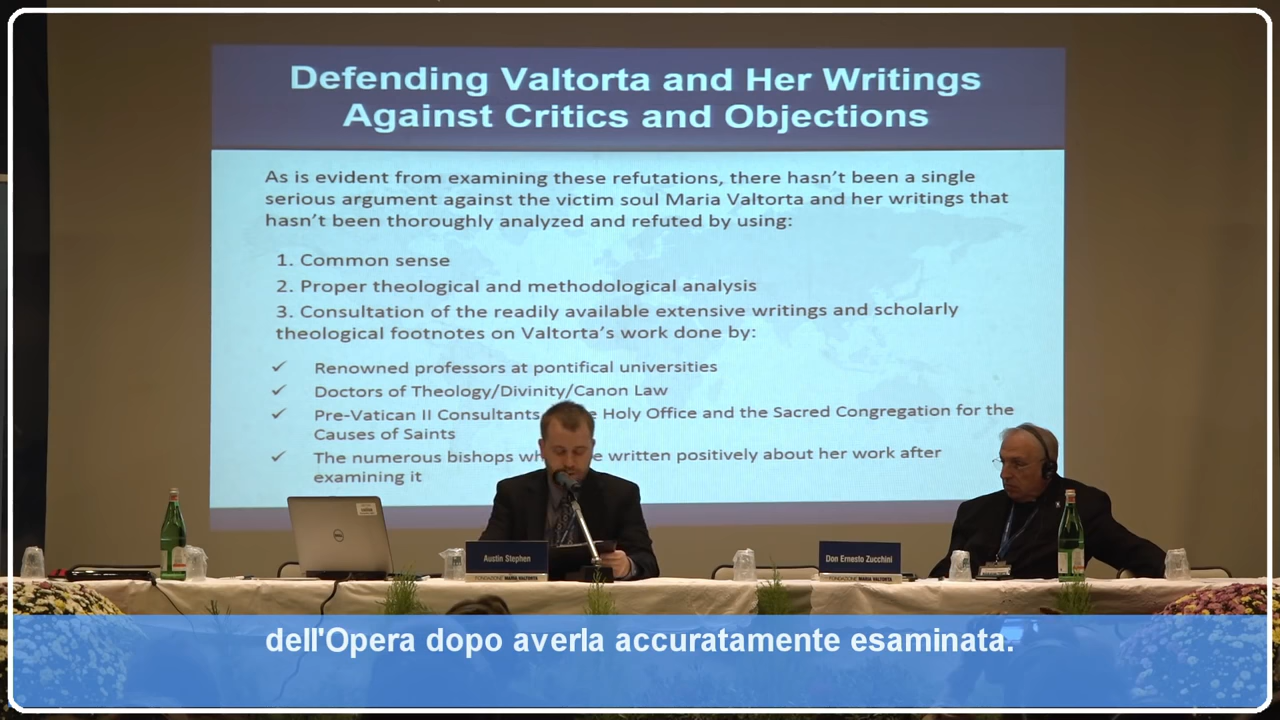 Defending Valtorta and Her Writings
Against Critics and Objections
As is evident from examining these refutations, there hasn't been a single
serious argument against the victim soul Maria Valtorta and her writings that
hasn't been thoroughly analyzed and refuted by using:
1. Common sense
2. Proper theological and methodological analysis
3. Consultation of the readily available extensive writings and scholarly
theological footnotes on Valtorta's work done by:
✓ Renowned professors at pontifical universities
✓ Doctors of Theology/Divinity/Canon Law
✓ Pre-Vatican II Consultants Holy Office and the Sacred Congregation for the
Causes of Saints
✓ The numerous bishops written positively about her work after
examining it
Austin Stephen
FONDAZIONE MARIA VALTORTA
Don Ernesto Zucchini
FONDAZIONE MARIA VALTORTA
dell'Opera dopo averla accuratamente esaminata.